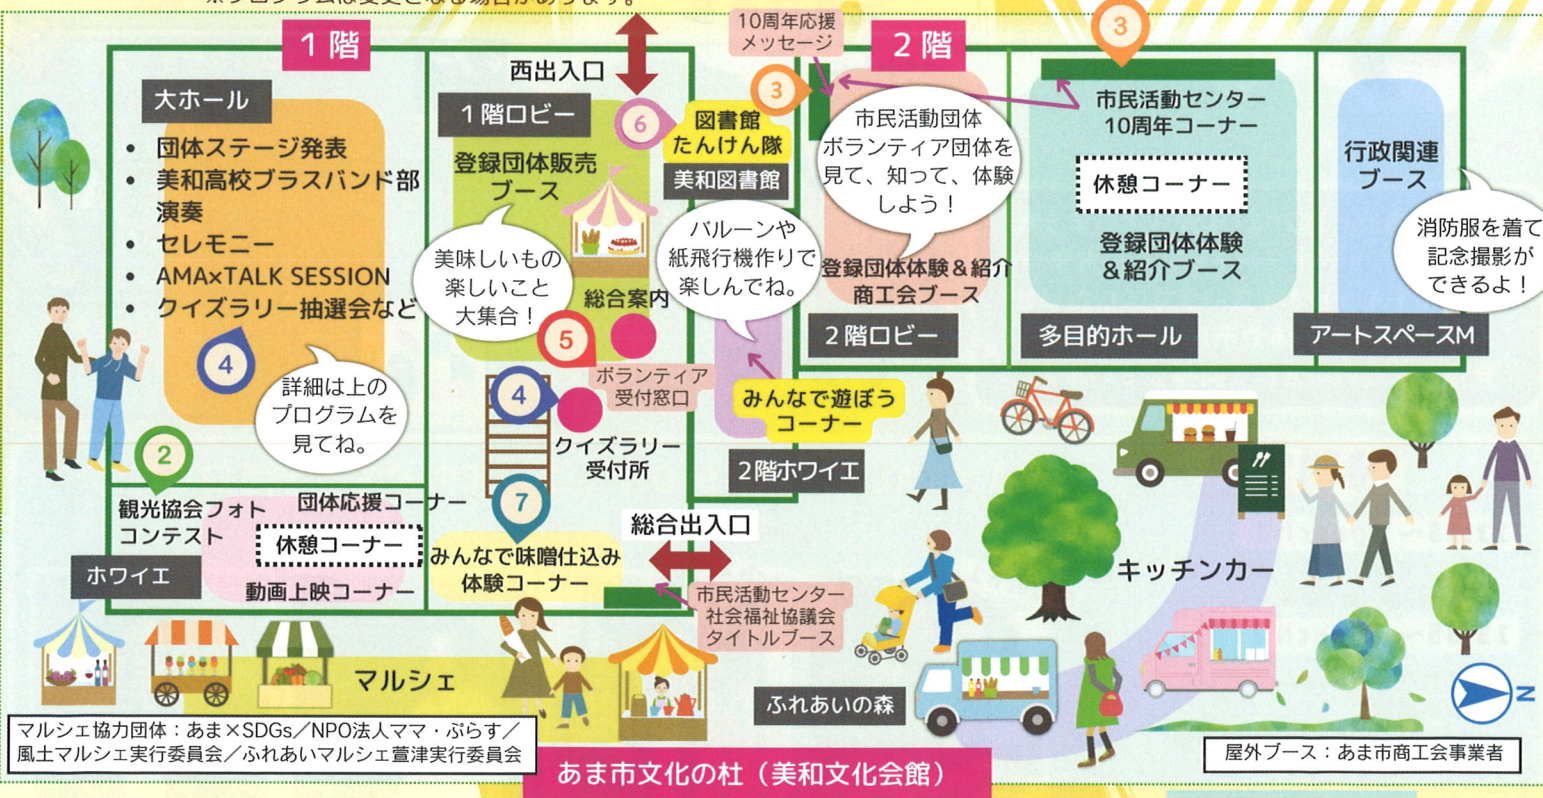 ※プログラムは変更となる場合があります。
1階
大ホール
• 団体ステージ発表
• 美和高校ブラスバンド部
演奏
• セレモニー
• AMA×TALK SESSION
• クイズラリー抽選会など
4
詳細は上の
プログラムを
見てね。
2
観光協会フォト
コンテスト
団体応援コーナー
休憩コーナー
動画上映コーナー
ホワイエ
西出入口
1階ロビー
登録団体販売
ブース
美味しいもの
楽しいこと
大集合！
総合案内
5
ボランティア
受付窓口
4
クイズラリー
受付所
7
みんなで味噌仕込み
体験コーナー
総合出入口
市民活動センター
社会福祉協議会
タイトルブース
6
図書館
たんけん隊
美和図書館
バルーンや
紙飛行機作りで
楽しんでね。
みんなで遊ぼう
コーナー
2階ホワイエ
10周年応援
メッセージ
2階
3
市民活動団体
ボランティア団体を
見て、知って、体験
しよう！
登録団体体験＆紹介
商工会ブース
2階ロビー
3
市民活動センター
10周年コーナー
休憩コーナー
登録団体体験
＆紹介ブース
多目的ホール
行政関連
ブース
消防服を着て
記念撮影が
できるよ！
アートスペースM
キッチンカー
マルシェ
ふれあいの森
N
マルシェ協力団体：あま×SDGs／NPO法人ママ・ぷらす／
風土マルシェ実行委員会／ふれあいマルシェ萱津実行委員会
あま市文化の杜（美和文化会館）
屋外ブース：あま市商工会事業者